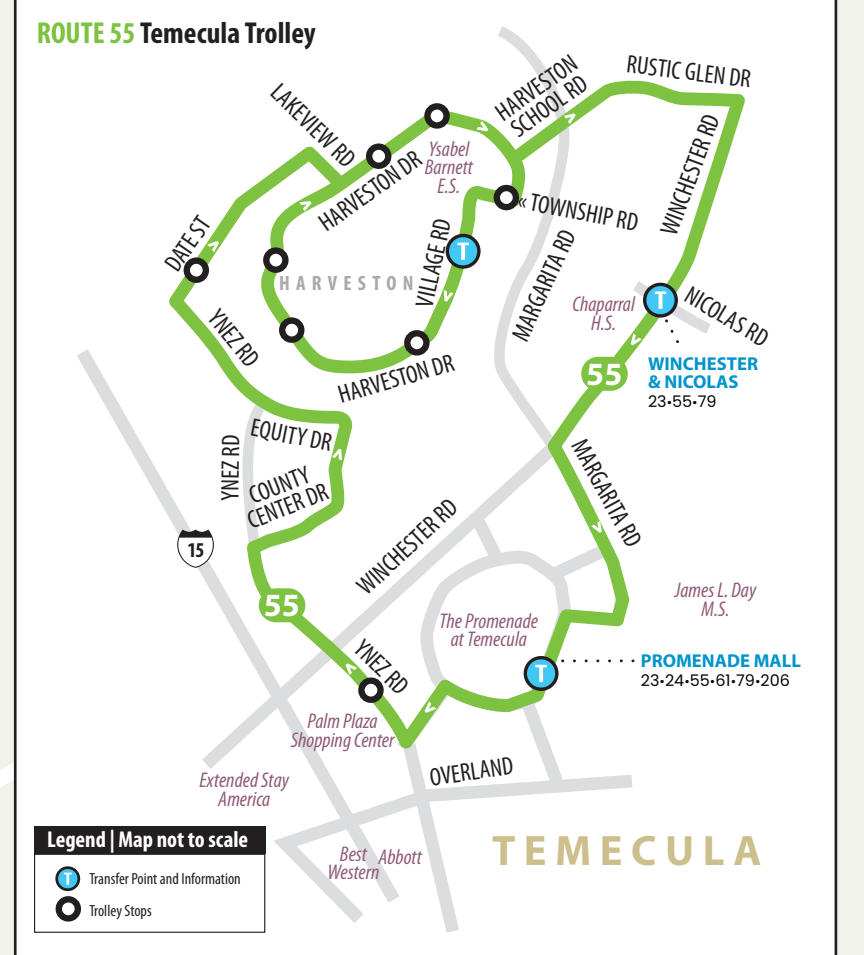 ROUTE 55 Temecula Trolley
RUSTIC GLEN DR
HARVESTON
SCHOOL RD
LAKEVIEW RD
HARVESTON DR
Ysabel
Barnett
E.S.
WINCHESTER RD
« TOWNSHIP RD
DATE ST
VILLAGE RD
T
HARVESTON
MARGARITA RD
Chaparral
H.S.
T
NICOLAS RD
YNEZ RD
HARVESTON DR
55
WINCHESTER
& NICOLAS
23•55•79
EQUITY DR
YNEZ RD
COUNTY
CENTER DR
MARGARITA RD
WINCHESTER RD
15
55
James L. Day
M.S.
The Promenade
at Temecula
YNEZ RD
T
PROMENADE MALL
23•24•55•61•79•206
Palm Plaza
Shopping Center
OVERLAND
Extended Stay
America
TEMECULA
Best
Western
Abbott
Legend | Map not to scale
T Transfer Point and Information
Trolley Stops